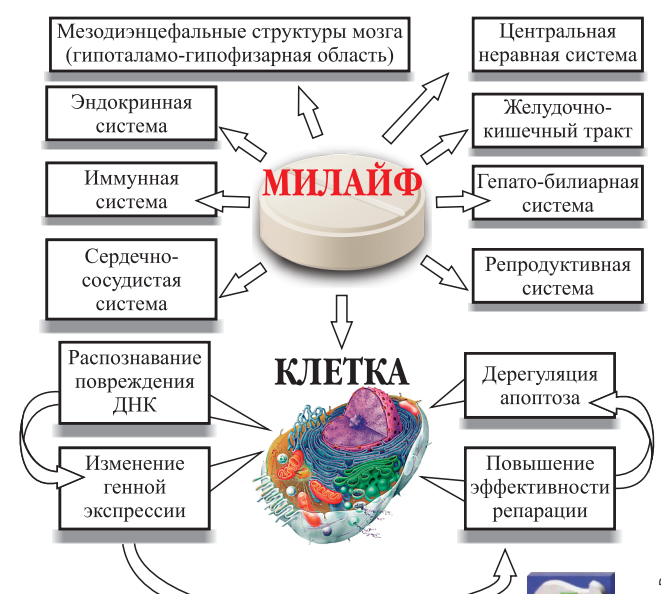 Мезодиэнцефальные структуры мозга
(гипоталамо-гипофизарная область)
Центральная
неравная система
Эндокринная
система
Желудочно-
кишечный тракт
МИЛАЙФ
Иммунная
система
Гепато-билиарная
система
Сердечно-
сосудистая
система
Репродуктивная
система
КЛЕТКА
Распознавание
повреждения
ДНК
Дерегуляция
апоптоза
Изменение
генной
экспрессии
Повышение
эффективности
репарации